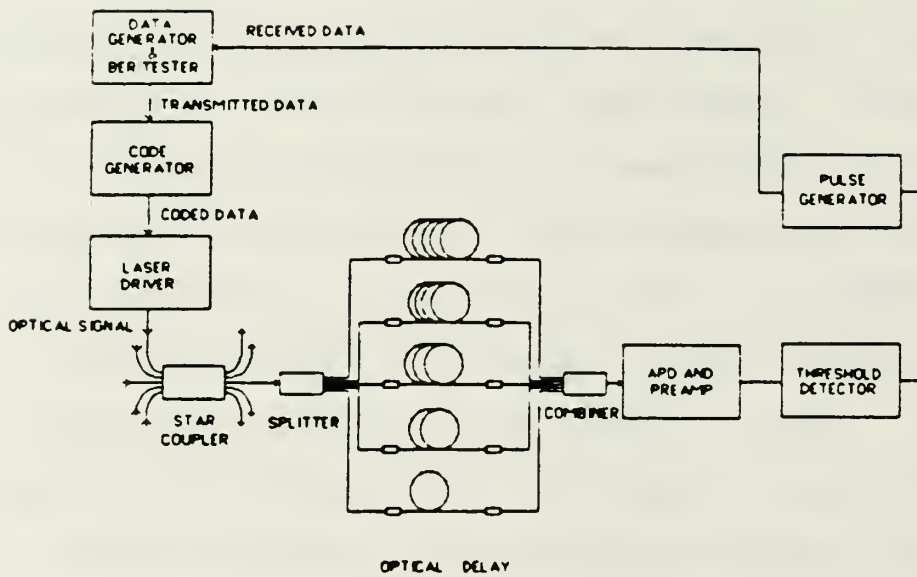 DATA
GENERATOR
&
BER TESTER
RECEIVED DATA
TRANSMITTED DATA
CODE
GENERATOR
CODED DATA
LASER
DRIVER
OPTICAL SIGNAL
STAR
COUPLER
SPLITTER
COMBINER
APD AND
PREAMP
THRESHOLD
DETECTOR
PULSE
GENERATOR
OPTICAL DELAY